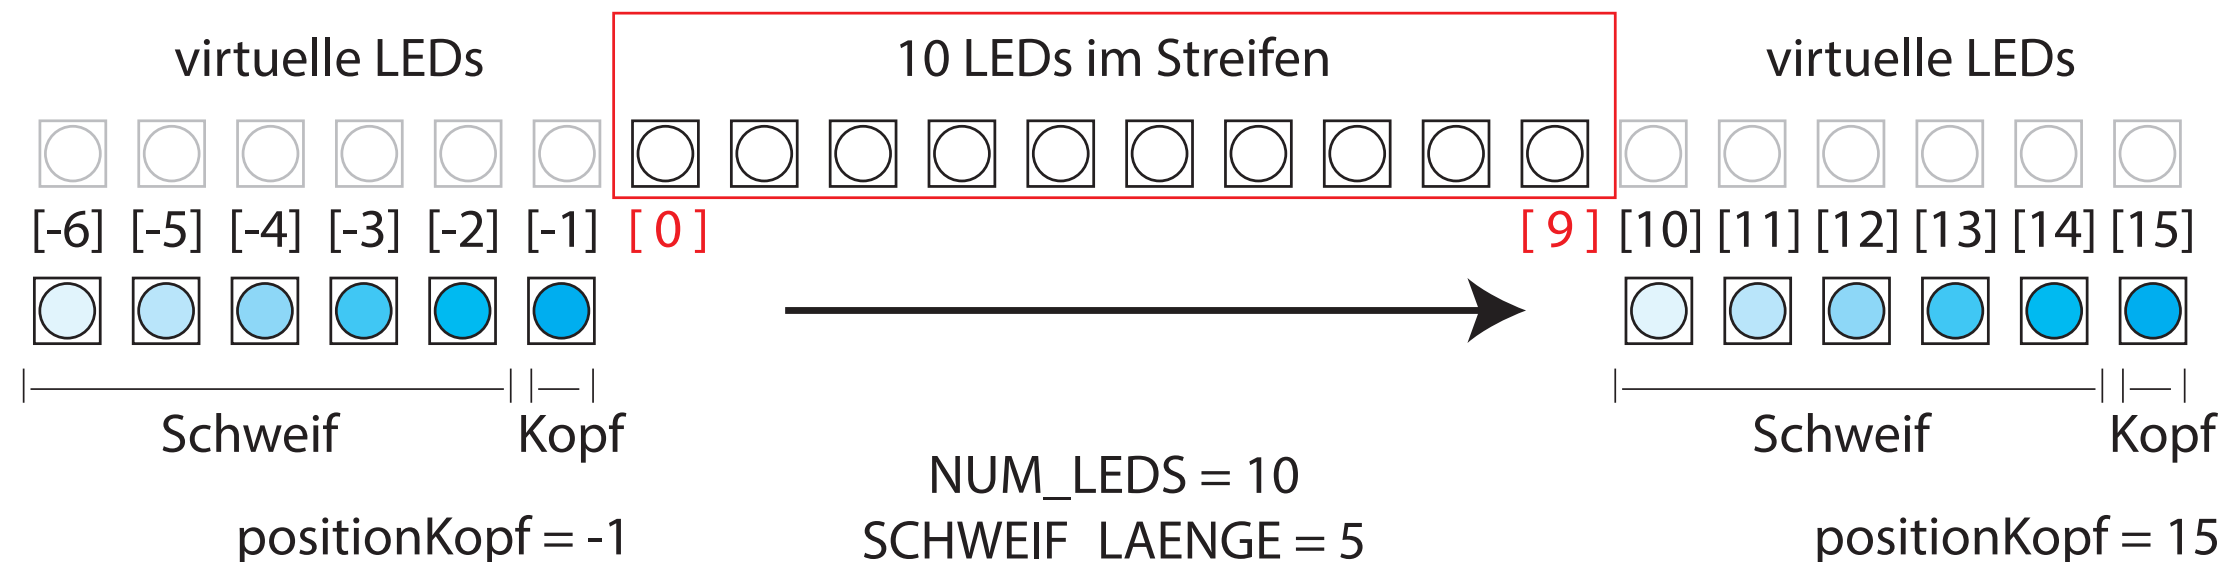 virtuelle LEDs 10 LEDs im Streifen virtuelle LEDs
[-6] [-5] [-4] [-3] [-2] [-1] [ 0 ] [ 9 ] [10] [11] [12] [13] [14] [15]
Schweif Kopf Schweif Kopf
NUM_LEDS = 10
positionKopf = -1 SCHWEIF_LAENGE = 5 positionKopf = 15